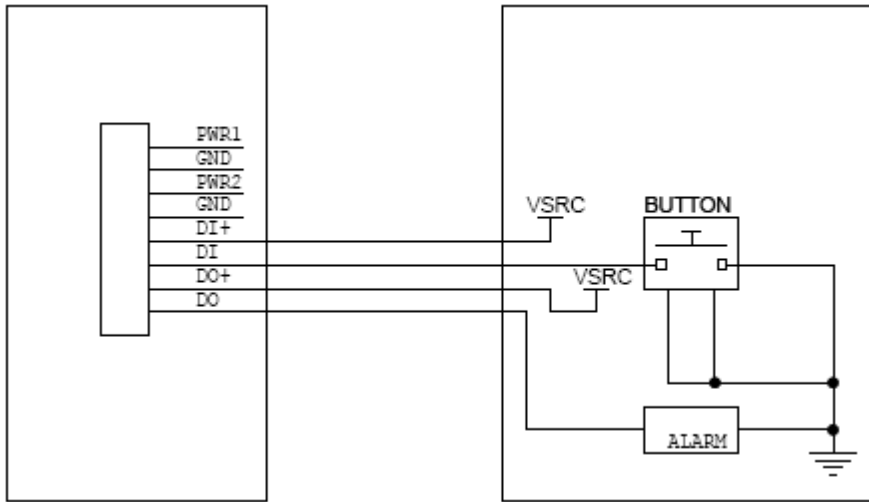 PWR1
GND
PWR2
GND
DI+
DI
DO+
DO
VSRC
BUTTON
VSRC
ALARM